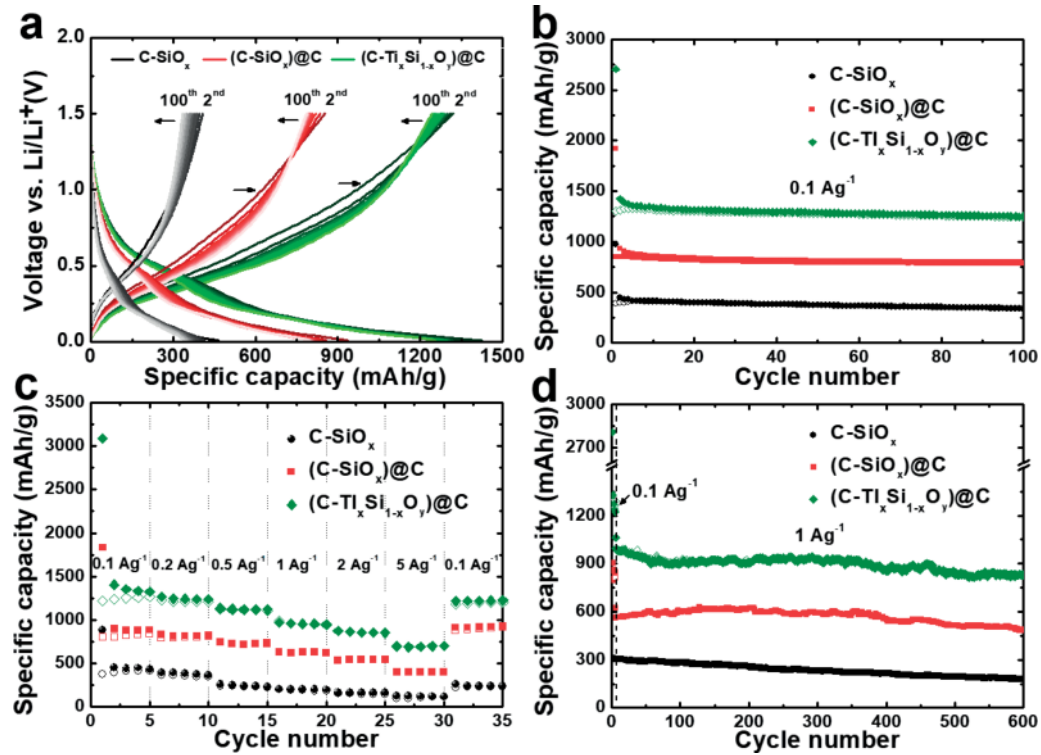 a
C-SiOₓ (C-SiOₓ)@C (C-TiₓSi₁₋ₓOᵧ)@C
100ᵗʰ 2ⁿᵈ 100ᵗʰ 2ⁿᵈ 100ᵗʰ 2ⁿᵈ
Voltage vs. Li/Li⁺(V)
2.0
1.5
1.0
0.5
0.0
0 300 600 900 1200 1500
Specific capacity (mAh/g)
b
C-SiOₓ
(C-SiOₓ)@C
(C-TIₓSi₁₋ₓOᵧ)@C
0.1 Ag⁻¹
Specific capacity (mAh/g)
3000
2500
2000
1500
1000
500
0
0 20 40 60 80 100
Cycle number
c
C-SiOₓ
(C-SiOₓ)@C
(C-TIₓSi₁₋ₓOᵧ)@C
0.1 Ag⁻¹ 0.2 Ag⁻¹ 0.5 Ag⁻¹ 1 Ag⁻¹ 2 Ag⁻¹ 5 Ag⁻¹ 0.1 Ag⁻¹
Specific capacity (mAh/g)
3500
3000
2500
2000
1500
1250
1000
750
500
250
0
0 5 10 15 20 25 30 35
Cycle number
d
C-SiOₓ
(C-SiOₓ)@C
(C-TIₓSi₁₋ₓOᵧ)@C
0.1 Ag⁻¹
1 Ag⁻¹
Specific capacity (mAh/g)
3000
2700
1200
900
600
300
0
0 100 200 300 400 500 600
Cycle number